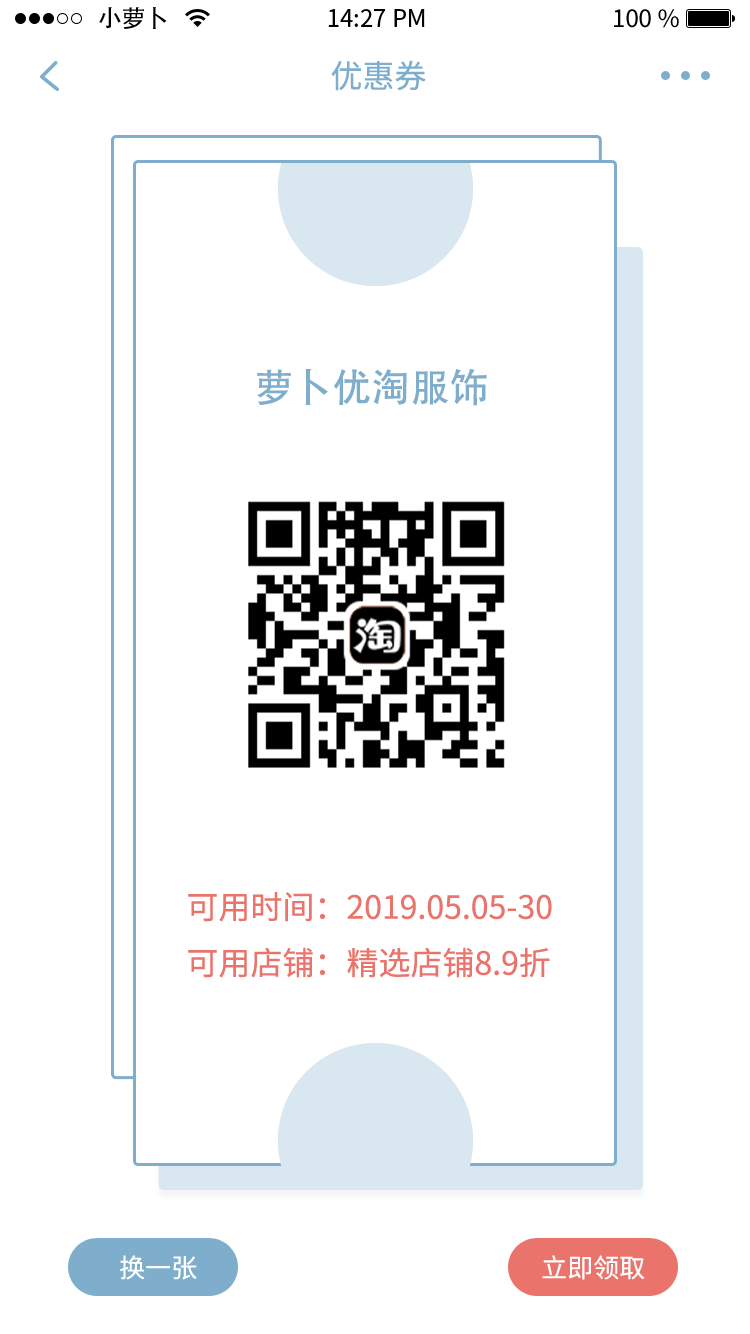 小萝卜 14:27 PM 100 %
优惠券
萝卜优淘服饰
淘
可用时间：2019.05.05-30
可用店铺：精选店铺8.9折
换一张 立即领取